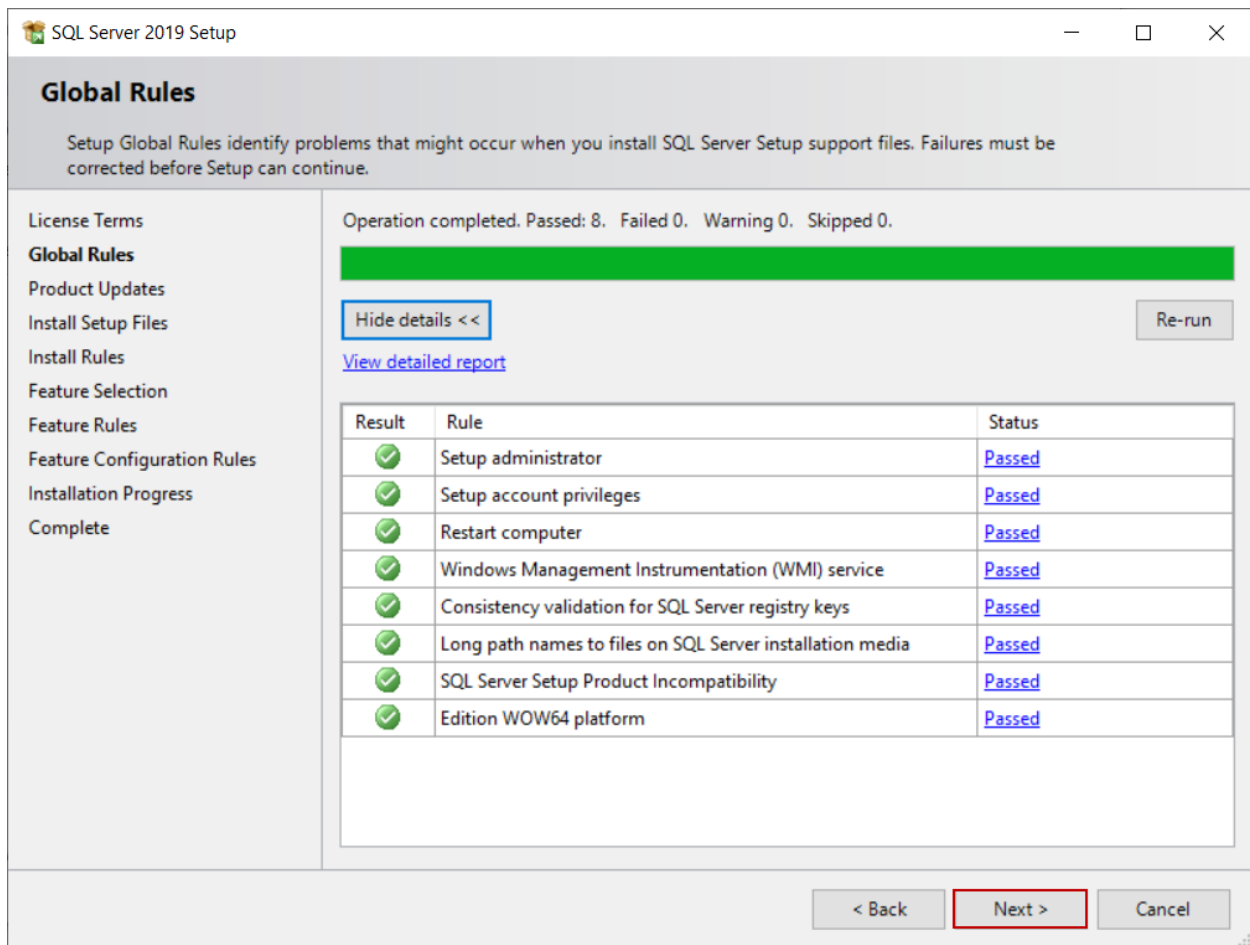 SQL Server 2019 Setup
Global Rules
Setup Global Rules identify problems that might occur when you install SQL Server Setup support files. Failures must be
corrected before Setup can continue.
License Terms
Global Rules
Product Updates
Install Setup Files
Install Rules
Feature Selection
Feature Rules
Feature Configuration Rules
Installation Progress
Complete
Operation completed. Passed: 8. Failed 0. Warning 0. Skipped 0.
Hide details <<
Re-run
View detailed report
Result Rule Status
Setup administrator Passed
Setup account privileges Passed
Restart computer Passed
Windows Management Instrumentation (WMI) service Passed
Consistency validation for SQL Server registry keys Passed
Long path names to files on SQL Server installation media Passed
SQL Server Setup Product Incompatibility Passed
Edition WOW64 platform Passed
< Back Next > Cancel